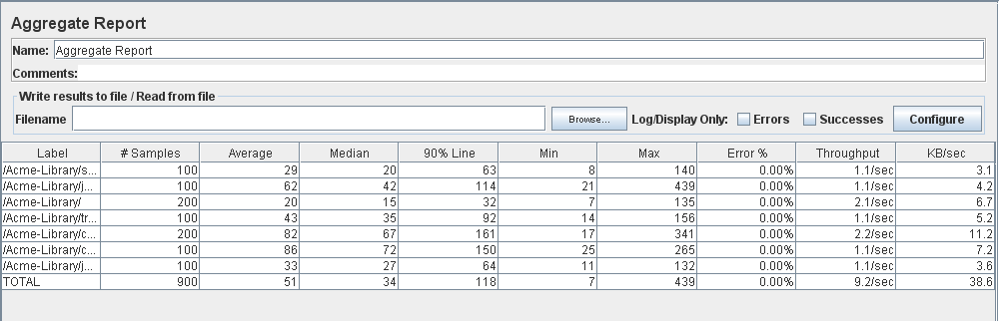 Aggregate Report
Name: Aggregate Report
Comments:
Write results to file / Read from file
Filename Browse... Log/Display Only: Errors Successes Configure
Label # Samples Average Median 90% Line Min Max Error % Throughput KB/sec
/Acme-Library/s... 100 29 20 63 8 140 0.00% 1.1/sec 3.1
/Acme-Library/j... 100 62 42 114 21 439 0.00% 1.1/sec 4.2
/Acme-Library/ 200 20 15 32 7 135 0.00% 2.1/sec 6.7
/Acme-Library/tr... 100 43 35 92 14 156 0.00% 1.1/sec 5.2
/Acme-Library/c... 200 82 67 161 17 341 0.00% 2.2/sec 11.2
/Acme-Library/c... 100 86 72 150 25 265 0.00% 1.1/sec 7.2
/Acme-Library/j... 100 33 27 64 11 132 0.00% 1.1/sec 3.6
TOTAL 900 51 34 118 7 439 0.00% 9.2/sec 38.6